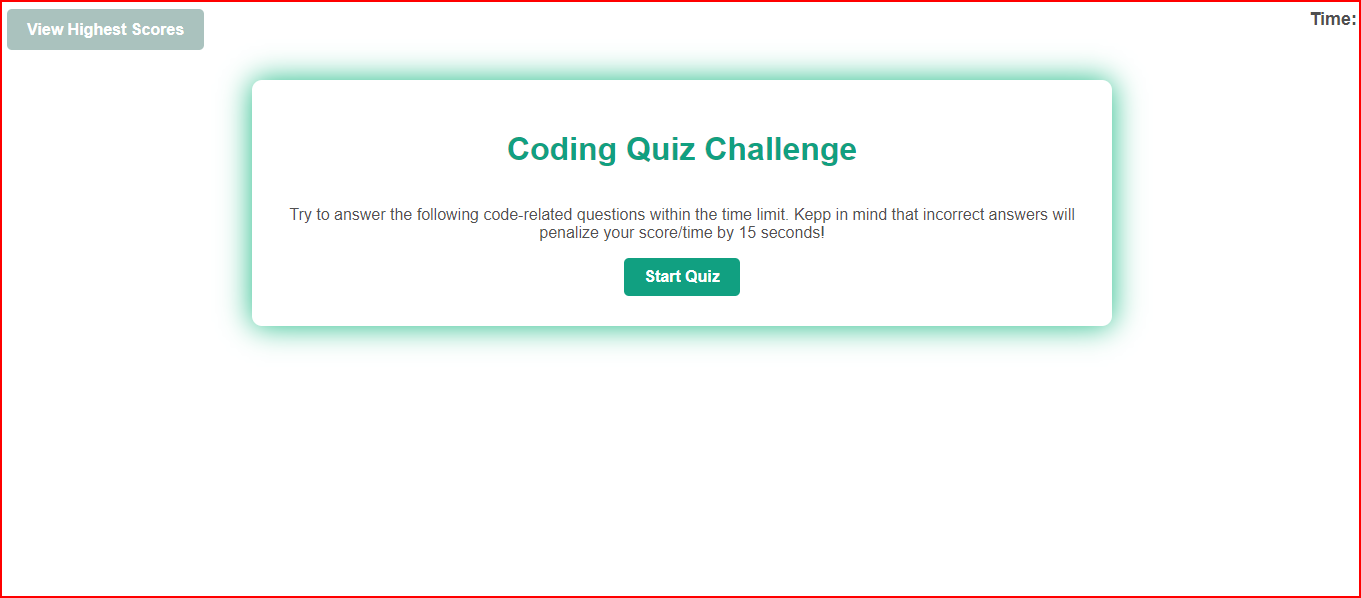 View Highest Scores
Time:
Coding Quiz Challenge
Try to answer the following code-related questions within the time limit. Kepp in mind that incorrect answers will
penalize your score/time by 15 seconds!
Start Quiz